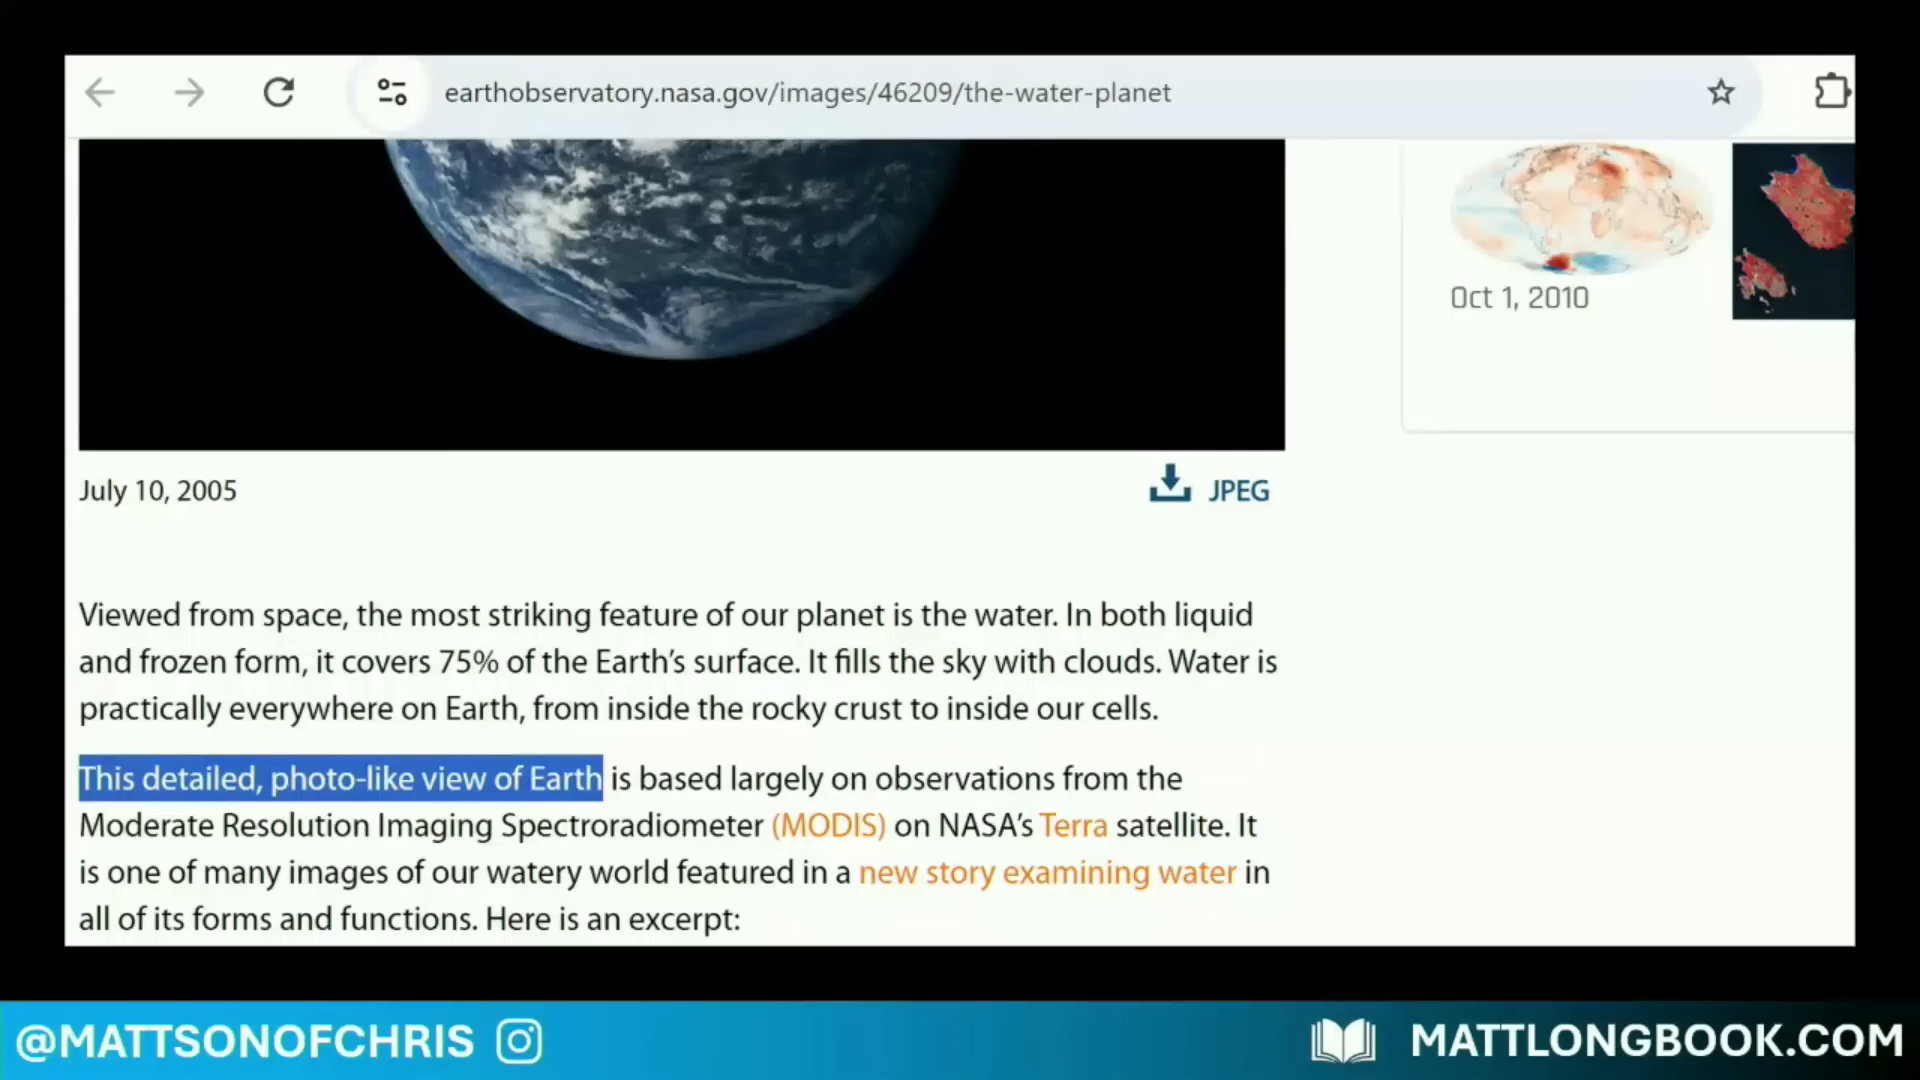 earthobservatory.nasa.gov/images/46209/the-water-planet
Oct 1, 2010
July 10, 2005
JPEG
Viewed from space, the most striking feature of our planet is the water. In both liquid
and frozen form, it covers 75% of the Earth's surface. It fills the sky with clouds. Water is
practically everywhere on Earth, from inside the rocky crust to inside our cells.
This detailed, photo-like view of Earth is based largely on observations from the
Moderate Resolution Imaging Spectroradiometer (MODIS) on NASA's Terra satellite. It
is one of many images of our watery world featured in a new story examining water in
all of its forms and functions. Here is an excerpt:
@MATTSONOFCHRIS
MATTLONGBOOK.COM